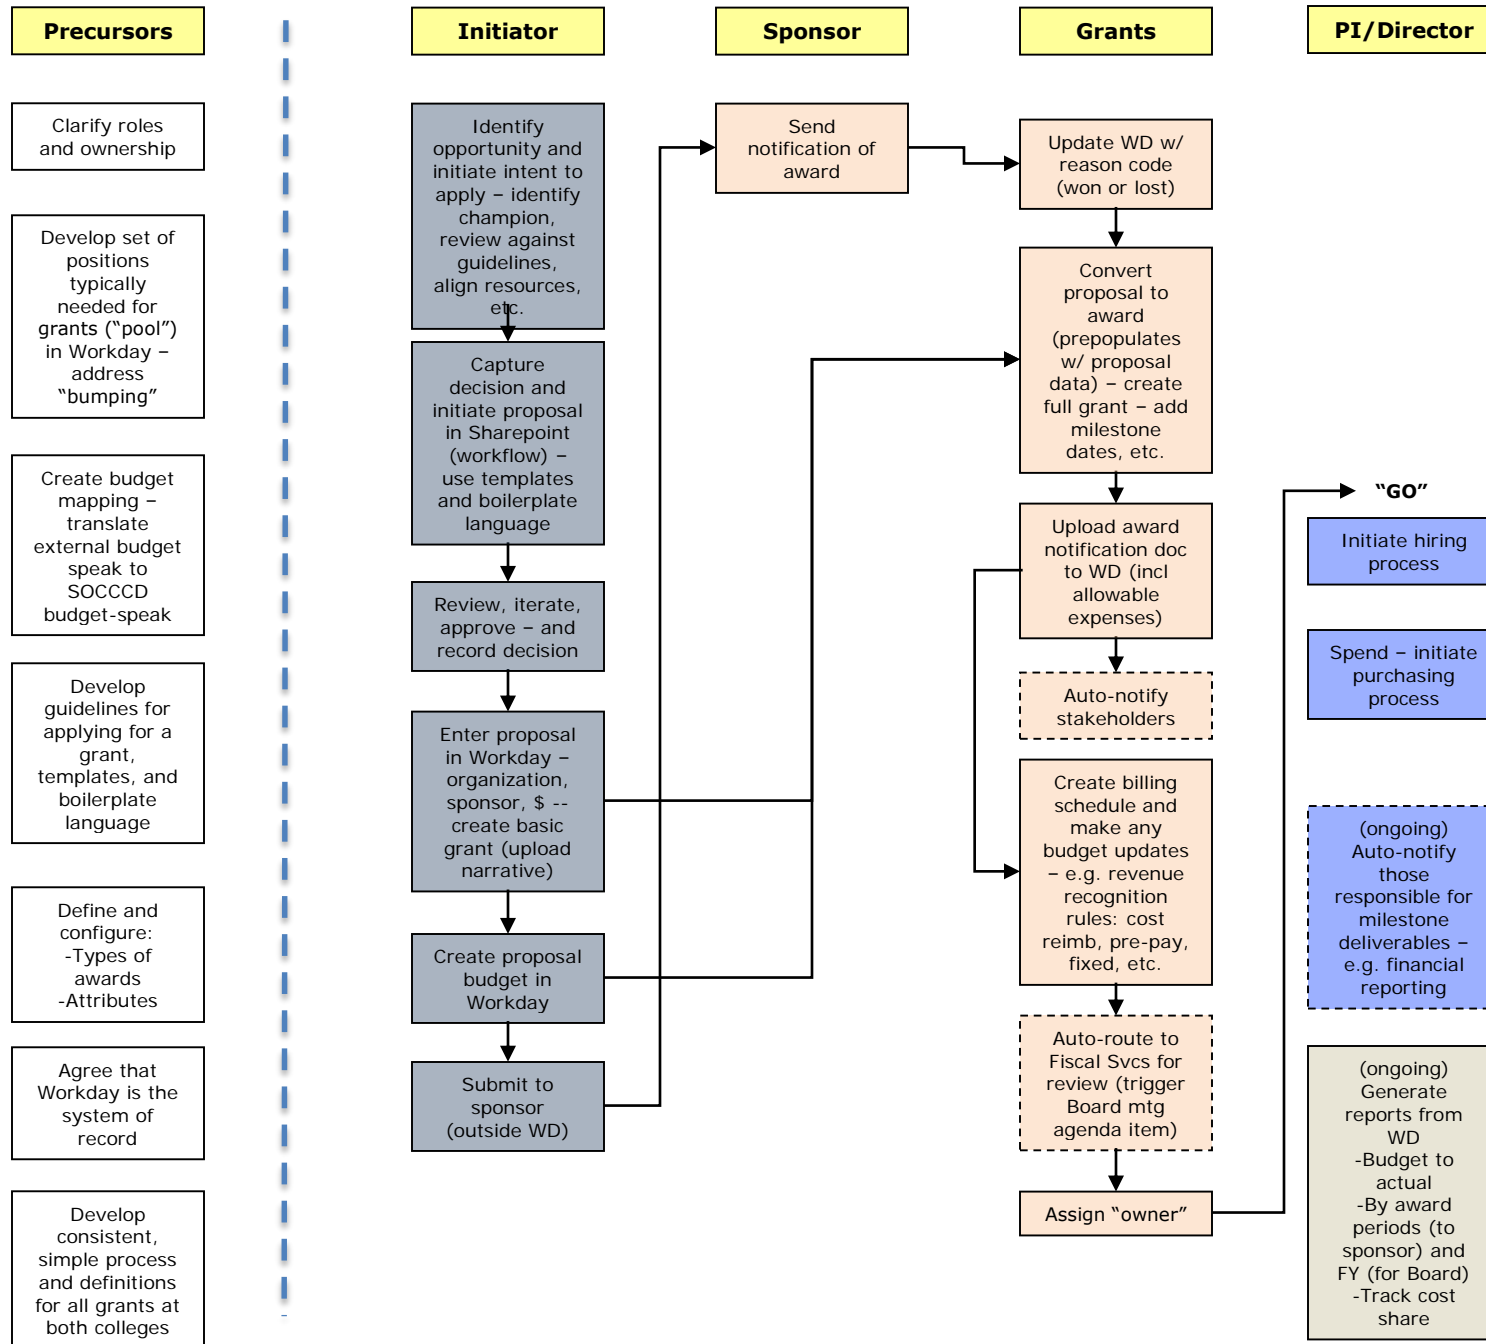 Precursors
Clarify roles
and ownership
Develop set of
positions
typically
needed for
grants (“pool”)
in Workday –
address
“bumping”
Create budget
mapping –
translate
external budget
speak to
SOCCCD
budget-speak
Develop
guidelines for
applying for a
grant,
templates, and
boilerplate
language
Define and
configure:
-Types of
awards
-Attributes
Agree that
Workday is the
system of
record
Develop
consistent,
simple process
and definitions
for all grants at
both colleges
Initiator
Identify
opportunity and
initiate intent to
apply – identify
champion,
review against
guidelines,
align resources,
etc.
Capture
decision and
initiate proposal
in Sharepoint
(workflow) –
use templates
and boilerplate
language
Review, iterate,
approve – and
record decision
Enter proposal
in Workday –
organization,
sponsor, $ --
create basic
grant (upload
narrative)
Create proposal
budget in
Workday
Submit to
sponsor
(outside WD)
Sponsor
Send
notification of
award
Grants
Update WD w/
reason code
(won or lost)
Convert
proposal to
award
(prepopulates
w/ proposal
data) – create
full grant – add
milestone
dates, etc.
Upload award
notification doc
to WD (incl
allowable
expenses)
Auto-notify
stakeholders
Create billing
schedule and
make any
budget updates
– e.g. revenue
recognition
rules: cost
reimb, pre-pay,
fixed, etc.
Auto-route to
Fiscal Svcs for
review (trigger
Board mtg
agenda item)
Assign “owner”
PI/Director
“GO”
Initiate hiring
process
Spend – initiate
purchasing
process
(ongoing)
Auto-notify
those
responsible for
milestone
deliverables –
e.g. financial
reporting
(ongoing)
Generate
reports from
WD
-Budget to
actual
-By award
periods (to
sponsor) and
FY (for Board)
-Track cost
share